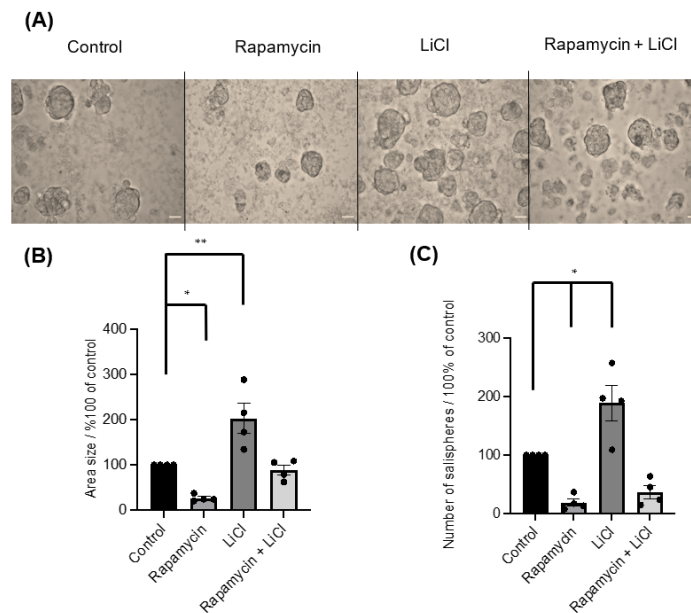 (A)
Control
Rapamycin
LiCl
Rapamycin + LiCl
(B)
**
*
Area size / %100 of control
400
300
200
100
0
Control
Rapamycin
LiCl
Rapamycin + LiCl
(C)
*
Number of salispheres / 100% of control
300
200
100
0
Control
Rapamycin
LiCl
Rapamycin + LiCl